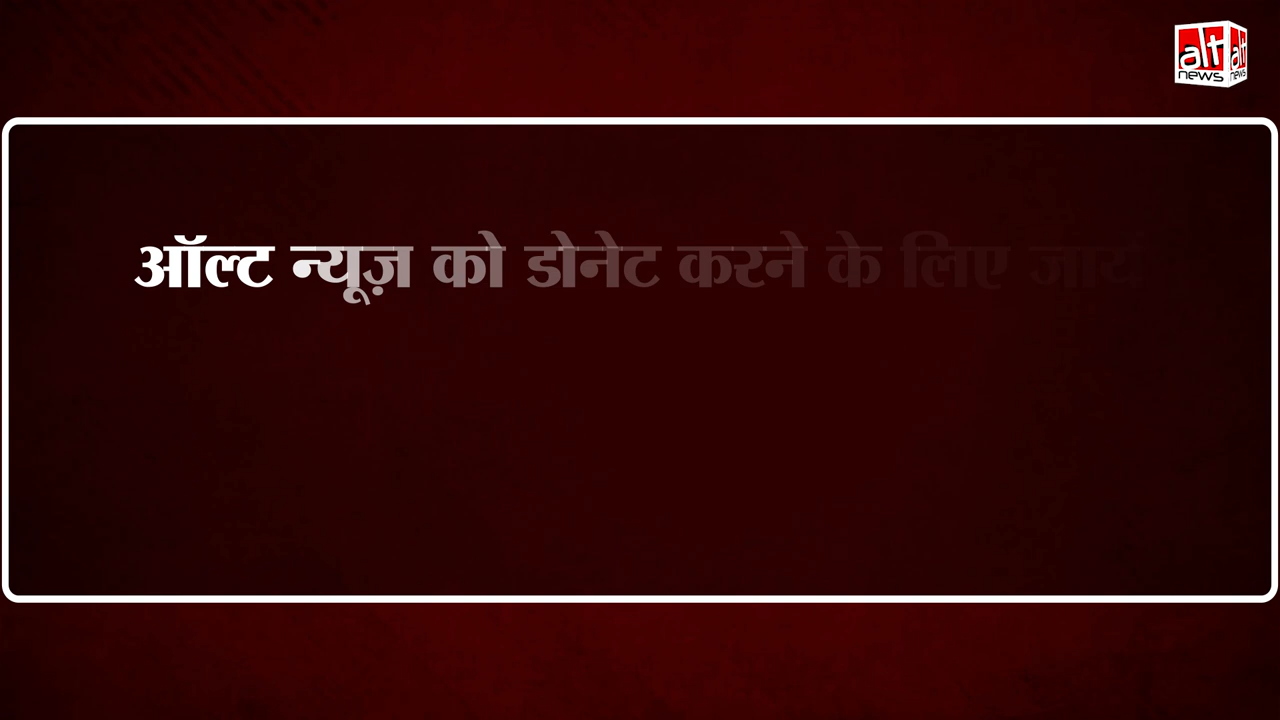 alt alt
news news
ऑल्ट न्यूज़ को डोनेट करने के लिए